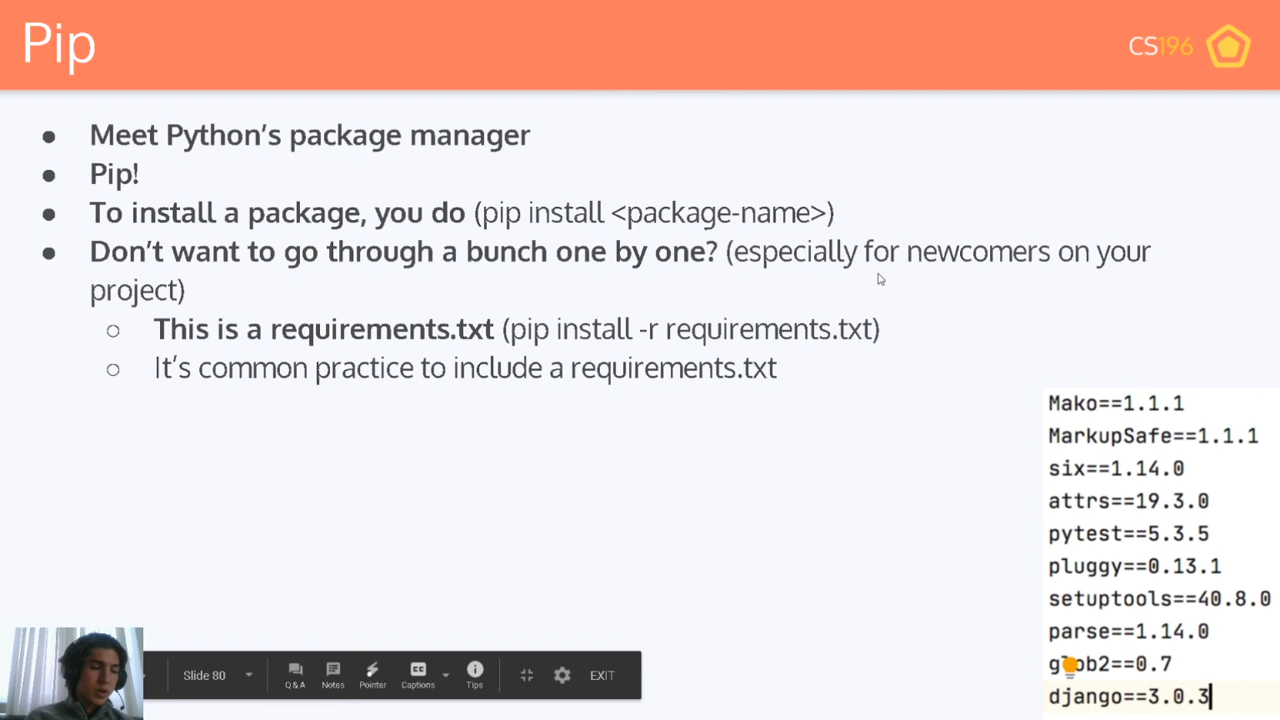 Pip
CS196
Meet Python's package manager
Pip!
To install a package, you do (pip install <package-name>)
Don't want to go through a bunch one by one? (especially for newcomers on your
project)
This is a requirements.txt (pip install -r requirements.txt)
It's common practice to include a requirements.txt
Mako==1.1.1
MarkupSafe==1.1.1
six==1.14.0
attrs==19.3.0
pytest==5.3.5
pluggy==0.13.1
setuptools==40.8.0
parse==1.14.0
glob2==0.7
django==3.0.3
Slide 80
Q & A
Notes
Pointer
Captions
Tips
EXIT